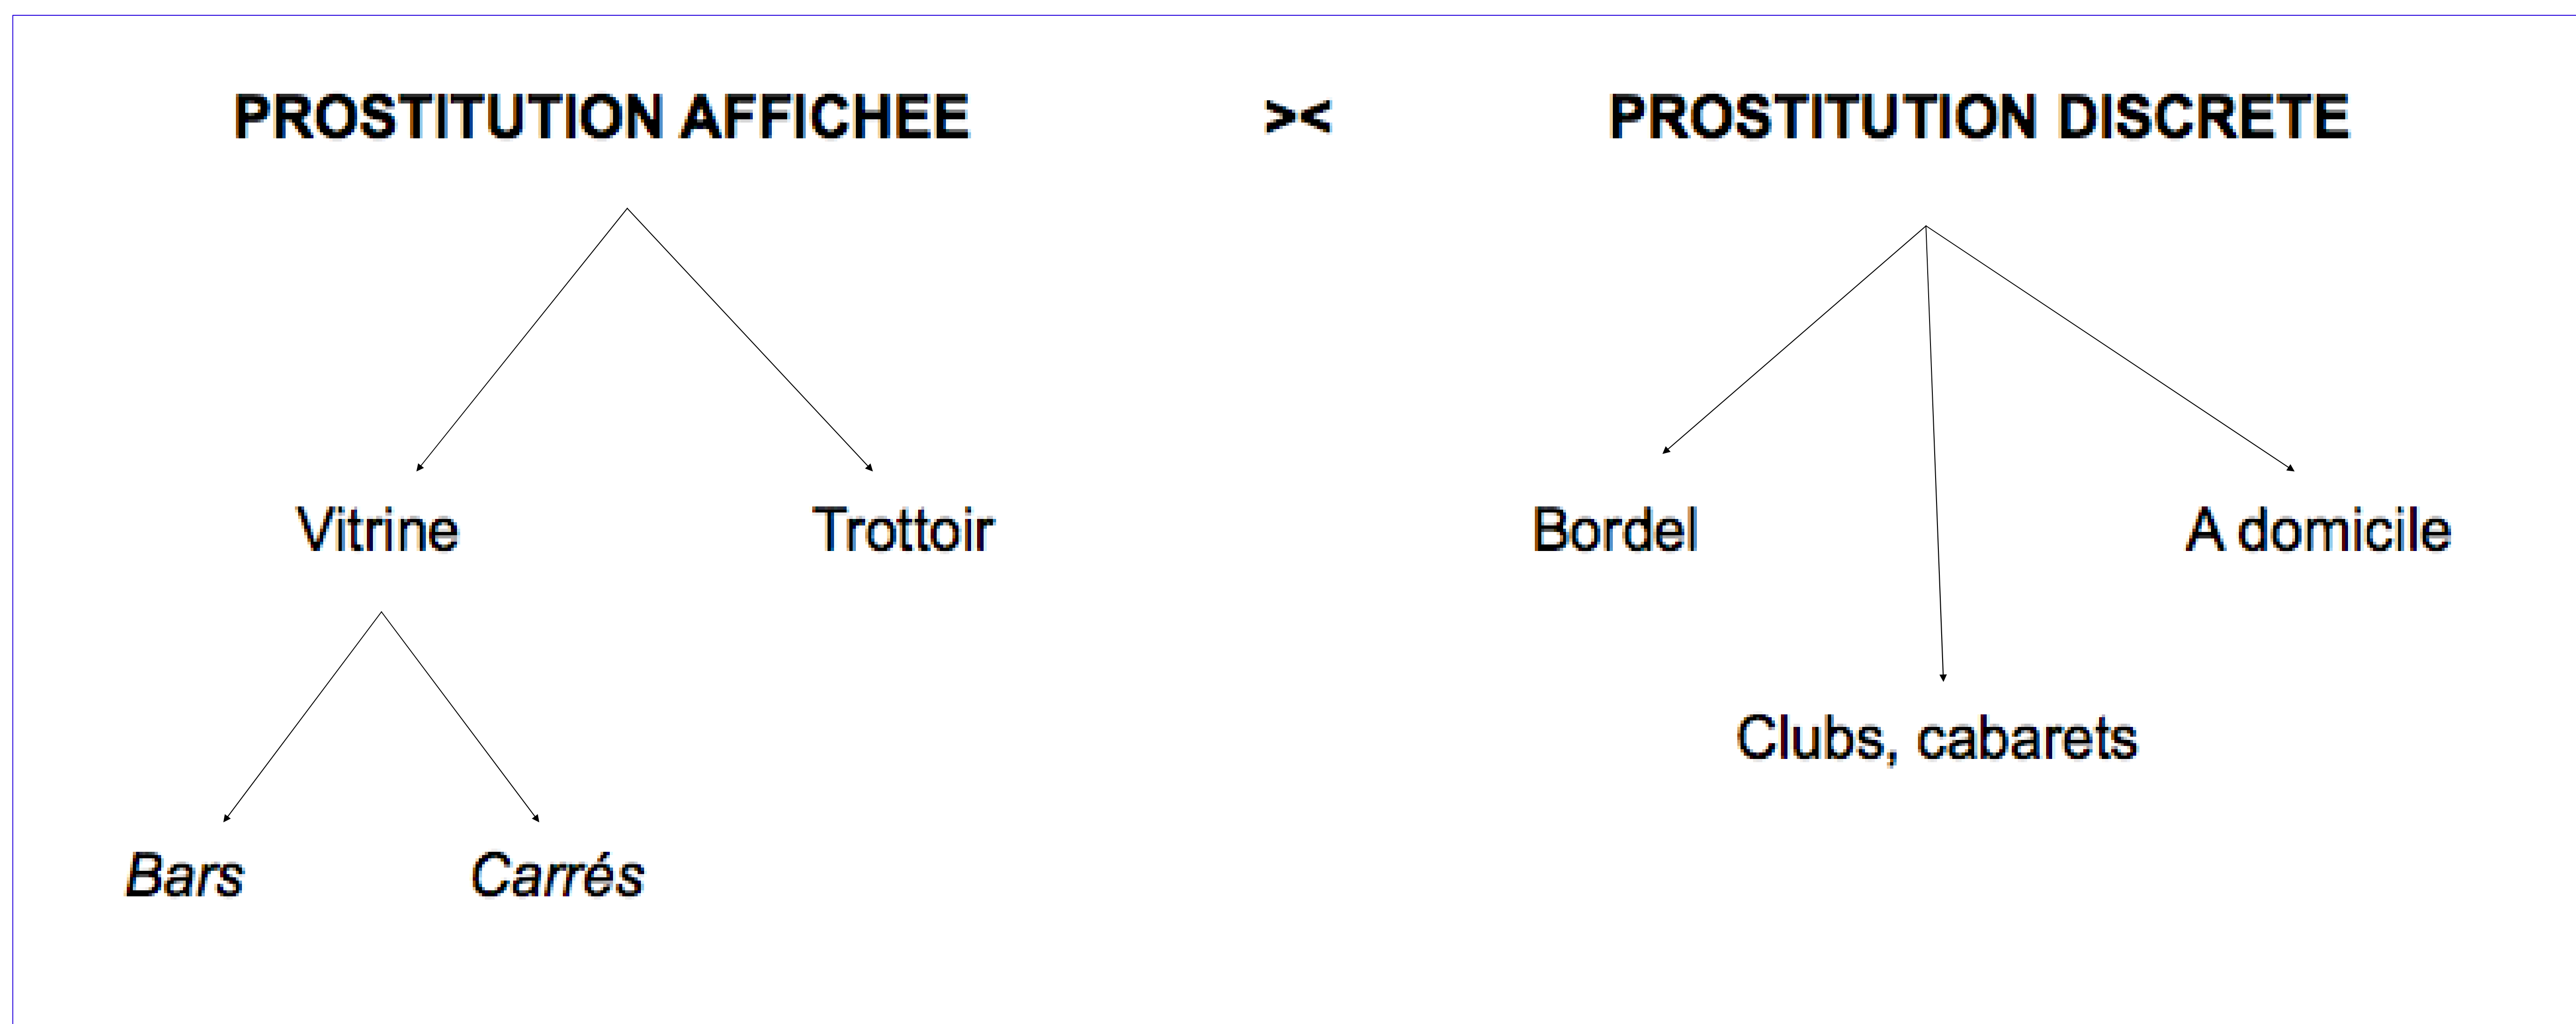 PROSTITUTION AFFICHEE >< PROSTITUTION DISCRETE
Vitrine Trottoir Bordel A domicile
Clubs, cabarets
Bars Carrés